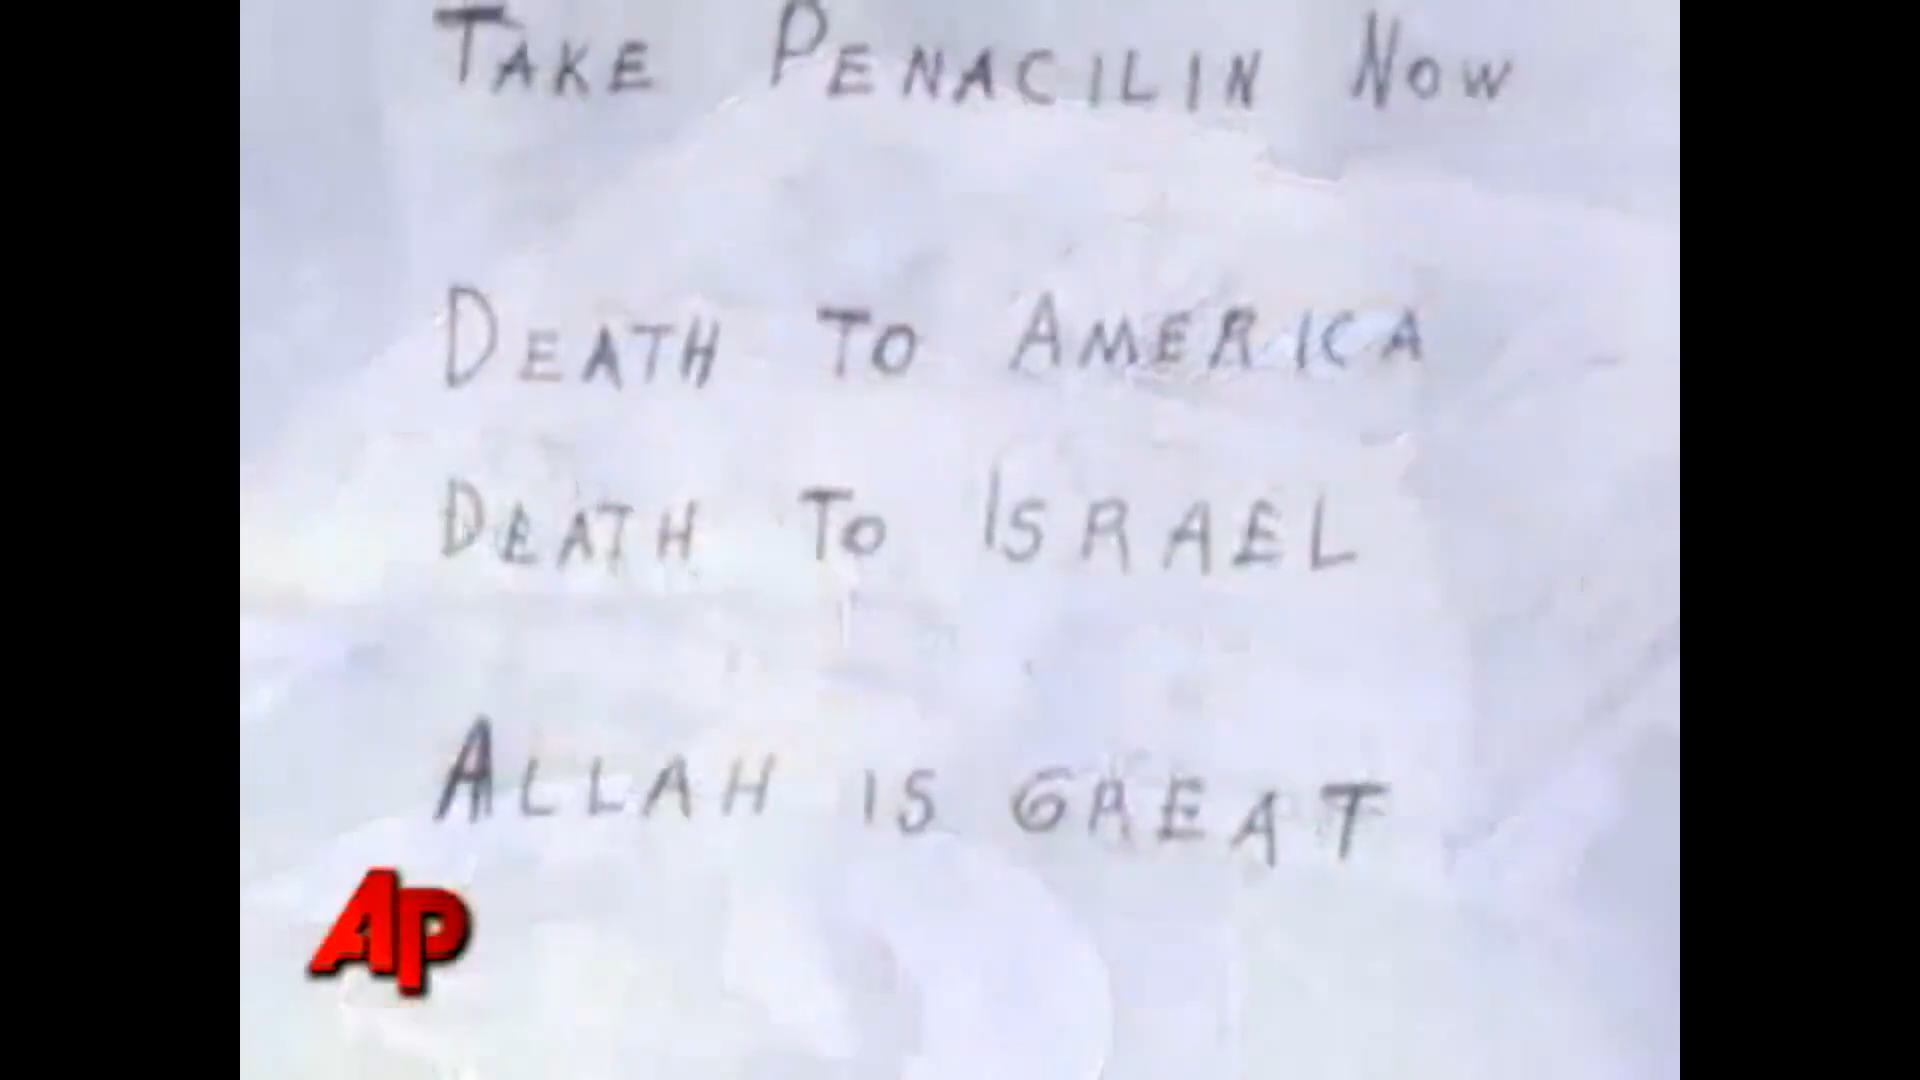 TAKE PENACILIN NOW
DEATH TO AMERICA
DEATH TO ISRAEL
ALLAH IS GREAT
AP